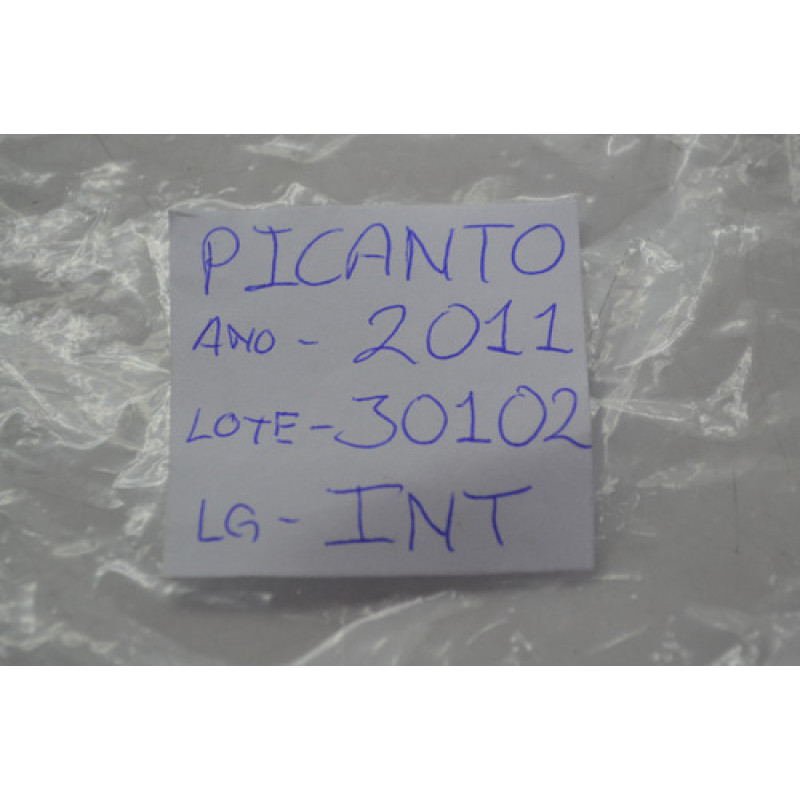 PICANTO
ANO - 2011
LOTE - 30102
LG - INT